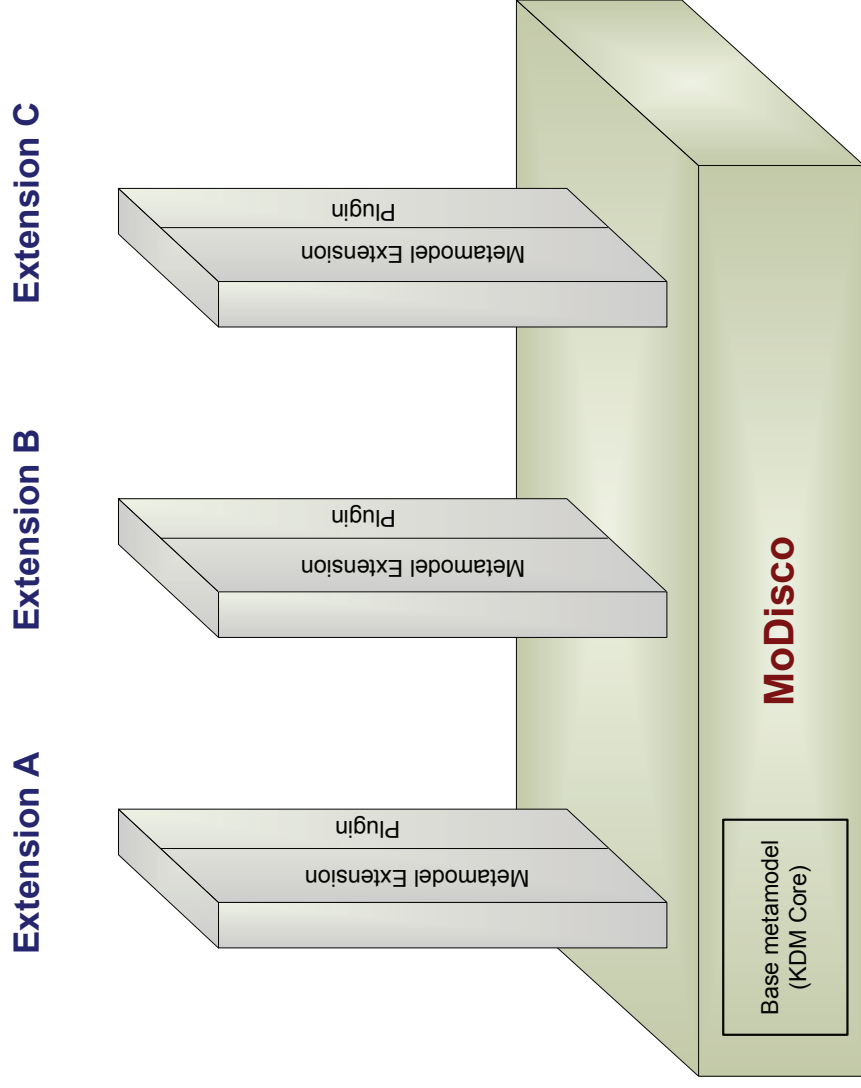 Extension A
Extension B
Extension C
Metamodel Extension
Plugin
Metamodel Extension
Plugin
Metamodel Extension
Plugin
MoDisco
Base metamodel
(KDM Core)